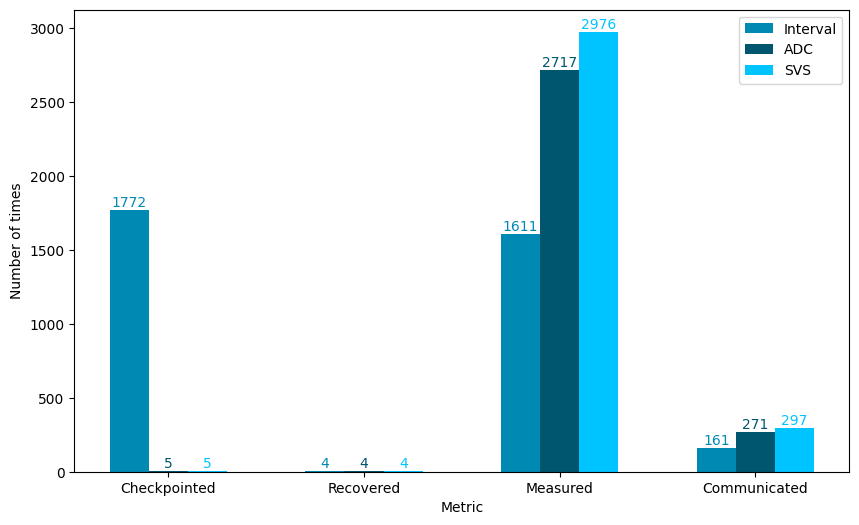 3000
2500
2000
1500
1000
500
0
Number of times
1772
5
5
4
4
4
1611
2717
2976
161
271
297
Interval
ADC
SVS
Checkpointed
Recovered
Measured
Communicated
Metric